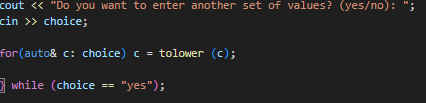 cout << "Do you want to enter another set of values? (yes/no): ";
cin >> choice;
for(auto& c: choice) c = tolower (c);
} while (choice == "yes");